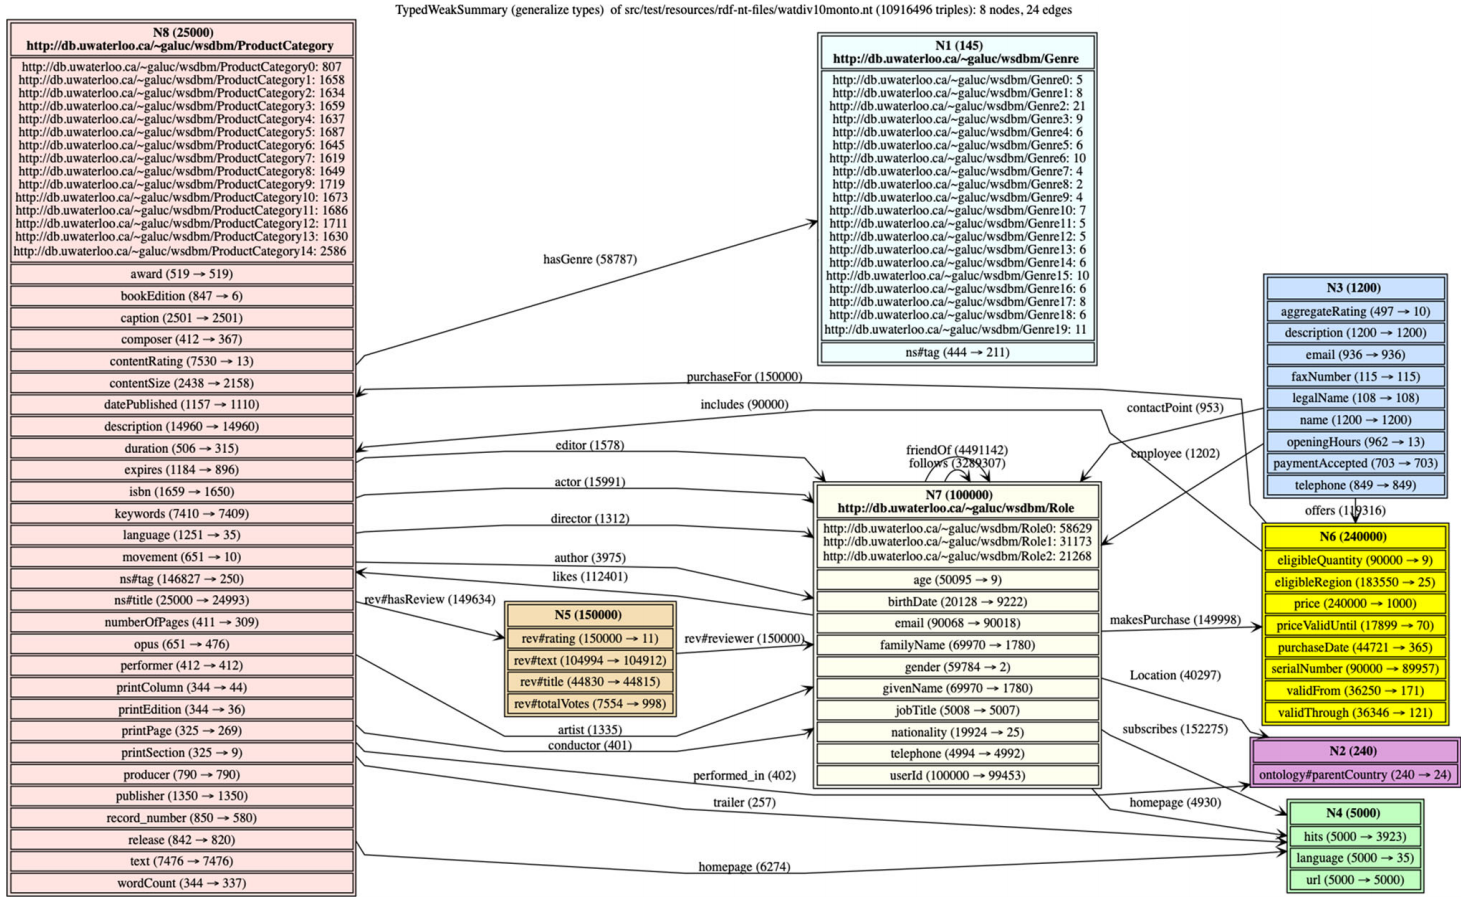 TypedWeakSummary (generalize types) of src/test/resources/rdf-nt-files/watdiv10monto.nt (10916496 triples): 8 nodes, 24 edges
N8 (25000)
http://db.uwaterloo.ca/~galuc/wsdbm/ProductCategory
http://db.uwaterloo.ca/~galuc/wsdbm/ProductCategory0: 807
http://db.uwaterloo.ca/~galuc/wsdbm/ProductCategory1: 1658
http://db.uwaterloo.ca/~galuc/wsdbm/ProductCategory2: 1634
http://db.uwaterloo.ca/~galuc/wsdbm/ProductCategory3: 1659
http://db.uwaterloo.ca/~galuc/wsdbm/ProductCategory4: 1637
http://db.uwaterloo.ca/~galuc/wsdbm/ProductCategory5: 1687
http://db.uwaterloo.ca/~galuc/wsdbm/ProductCategory6: 1645
http://db.uwaterloo.ca/~galuc/wsdbm/ProductCategory7: 1619
http://db.uwaterloo.ca/~galuc/wsdbm/ProductCategory8: 1649
http://db.uwaterloo.ca/~galuc/wsdbm/ProductCategory9: 1719
http://db.uwaterloo.ca/~galuc/wsdbm/ProductCategory10: 1673
http://db.uwaterloo.ca/~galuc/wsdbm/ProductCategory11: 1686
http://db.uwaterloo.ca/~galuc/wsdbm/ProductCategory12: 1711
http://db.uwaterloo.ca/~galuc/wsdbm/ProductCategory13: 1630
http://db.uwaterloo.ca/~galuc/wsdbm/ProductCategory14: 2586
award (519 → 519)
bookEdition (847 → 6)
caption (2501 → 2501)
composer (412 → 367)
contentRating (7530 → 13)
contentSize (2438 → 2158)
datePublished (1157 → 1110)
description (14960 → 14960)
duration (506 → 315)
expires (1184 → 896)
isbn (1659 → 1650)
keywords (7410 → 7409)
language (1251 → 35)
movement (651 → 10)
ns#tag (146827 → 250)
ns#title (25000 → 24993)
numberOfPages (411 → 309)
opus (651 → 476)
performer (412 → 412)
printColumn (344 → 44)
printEdition (344 → 36)
printPage (325 → 269)
printSection (325 → 9)
producer (790 → 790)
publisher (1350 → 1350)
record_number (850 → 580)
release (842 → 820)
text (7476 → 7476)
wordCount (344 → 337)
hasGenre (58787)
purchaseFor (150000)
includes (90000)
editor (1578)
actor (15991)
director (1312)
author (3975)
likes (112401)
rev#hasReview (149634)
N5 (150000)
rev#rating (150000 → 11)
rev#text (104994 → 104912)
rev#title (44830 → 44815)
rev#totalVotes (7554 → 998)
rev#reviewer (150000)
artist (1335)
conductor (401)
performed_in (402)
trailer (257)
homepage (6274)
N1 (145)
http://db.uwaterloo.ca/~galuc/wsdbm/Genre
http://db.uwaterloo.ca/~galuc/wsdbm/Genre0: 5
http://db.uwaterloo.ca/~galuc/wsdbm/Genre1: 8
http://db.uwaterloo.ca/~galuc/wsdbm/Genre2: 21
http://db.uwaterloo.ca/~galuc/wsdbm/Genre3: 9
http://db.uwaterloo.ca/~galuc/wsdbm/Genre4: 6
http://db.uwaterloo.ca/~galuc/wsdbm/Genre5: 6
http://db.uwaterloo.ca/~galuc/wsdbm/Genre6: 10
http://db.uwaterloo.ca/~galuc/wsdbm/Genre7: 4
http://db.uwaterloo.ca/~galuc/wsdbm/Genre8: 2
http://db.uwaterloo.ca/~galuc/wsdbm/Genre9: 4
http://db.uwaterloo.ca/~galuc/wsdbm/Genre10: 7
http://db.uwaterloo.ca/~galuc/wsdbm/Genre11: 5
http://db.uwaterloo.ca/~galuc/wsdbm/Genre12: 5
http://db.uwaterloo.ca/~galuc/wsdbm/Genre13: 6
http://db.uwaterloo.ca/~galuc/wsdbm/Genre14: 6
http://db.uwaterloo.ca/~galuc/wsdbm/Genre15: 10
http://db.uwaterloo.ca/~galuc/wsdbm/Genre16: 6
http://db.uwaterloo.ca/~galuc/wsdbm/Genre17: 8
http://db.uwaterloo.ca/~galuc/wsdbm/Genre18: 6
http://db.uwaterloo.ca/~galuc/wsdbm/Genre19: 11
ns#tag (444 → 211)
friendOf (4491142)
follows (3289307)
N7 (100000)
http://db.uwaterloo.ca/~galuc/wsdbm/Role
http://db.uwaterloo.ca/~galuc/wsdbm/Role0: 58629
http://db.uwaterloo.ca/~galuc/wsdbm/Role1: 31173
http://db.uwaterloo.ca/~galuc/wsdbm/Role2: 21268
age (50095 → 9)
birthDate (20128 → 9222)
email (90068 → 90018)
familyName (69970 → 1780)
gender (59784 → 2)
givenName (69970 → 1780)
jobTitle (5008 → 5007)
nationality (19924 → 25)
telephone (4994 → 4992)
userId (100000 → 99453)
contactPoint (953)
employee (1202)
makesPurchase (149998)
Location (40297)
subscribes (152275)
homepage (4930)
N3 (1200)
aggregateRating (497 → 10)
description (1200 → 1200)
email (936 → 936)
faxNumber (115 → 115)
legalName (108 → 108)
name (1200 → 1200)
openingHours (962 → 13)
paymentAccepted (703 → 703)
telephone (849 → 849)
offers (119316)
N6 (240000)
eligibleQuantity (90000 → 9)
eligibleRegion (183550 → 25)
price (240000 → 1000)
priceValidUntil (17899 → 70)
purchaseDate (44721 → 365)
serialNumber (90000 → 89957)
validFrom (36250 → 171)
validThrough (36346 → 121)
N2 (240)
ontology#parentCountry (240 → 24)
N4 (5000)
hits (5000 → 3923)
language (5000 → 35)
url (5000 → 5000)